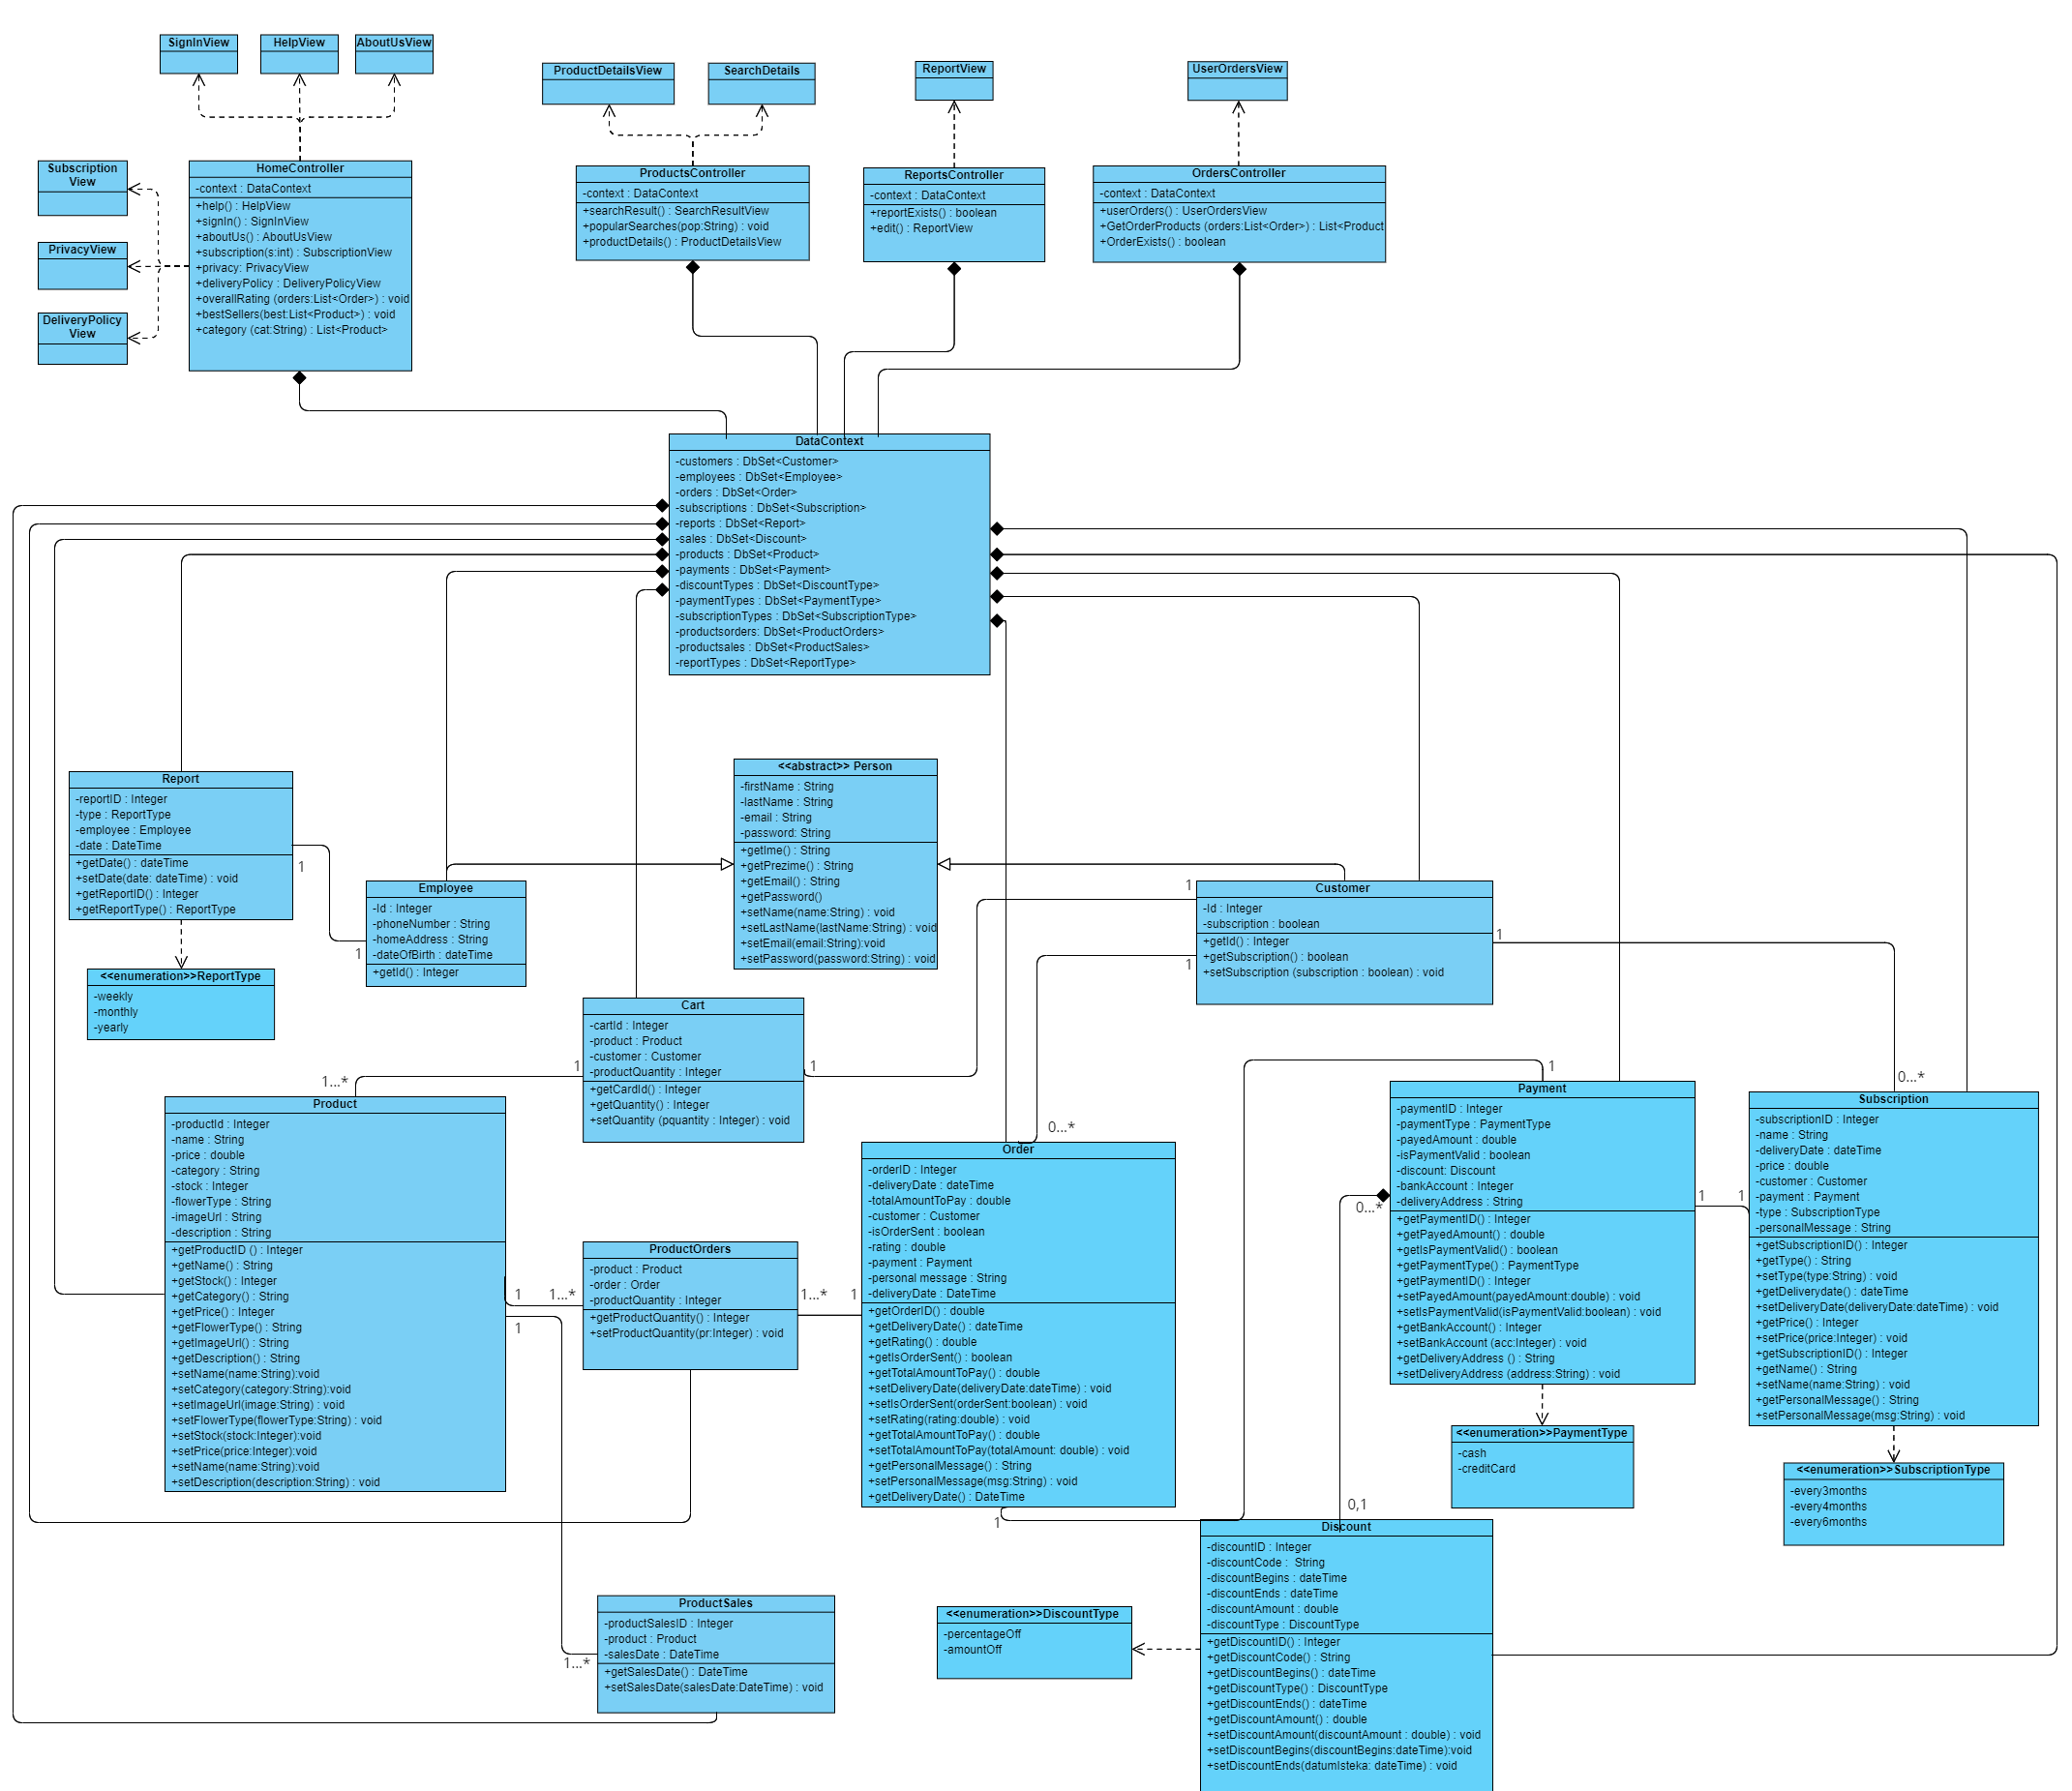 SignInView
HelpView
AboutUsView
ProductDetailsView
SearchDetails
ReportView
UserOrdersView
Subscription
View
PrivacyView
DeliveryPolicy
View
HomeController
-context : DataContext
+help() : HelpView
+signIn() : SignInView
+aboutUs() : AboutUsView
+subscription(s:int) : SubscriptionView
+privacy: PrivacyView
+deliveryPolicy : DeliveryPolicyView
+overallRating (orders:List<Order>) : void
+bestSellers(best:List<Product>) : void
+category (cat:String) : List<Product>
ProductsController
-context : DataContext
+searchResult() : SearchResultView
+popularSearches(pop:String) : void
+productDetails() : ProductDetailsView
ReportsController
-context : DataContext
+reportExists() : boolean
+edit() : ReportView
OrdersController
-context : DataContext
+userOrders() : UserOrdersView
+GetOrderProducts (orders:List<Order>) : List<Product
+OrderExists() : boolean
DataContext
-customers : DbSet<Customer>
-employees : DbSet<Employee>
-orders : DbSet<Order>
-subscriptions : DbSet<Subscription>
-reports : DbSet<Report>
-sales : DbSet<Discount>
-products : DbSet<Product>
-payments : DbSet<Payment>
-discountTypes : DbSet<DiscountType>
-paymentTypes : DbSet<PaymentType>
-subscriptionTypes : DbSet<SubscriptionType>
-productsorders: DbSet<ProductOrders>
-productsales : DbSet<ProductSales>
-reportTypes : DbSet<ReportType>
Report
-reportID : Integer
-type : ReportType
-employee : Employee
-date : DateTime
+getDate() : dateTime
+setDate(date: dateTime) : void
+getReportID() : Integer
+getReportType() : ReportType
1
1
<<enumeration>>ReportType
-weekly
-monthly
-yearly
Employee
-Id : Integer
-phoneNumber : String
-homeAddress : String
-dateOfBirth : dateTime
+getId() : Integer
<<abstract>> Person
-firstName : String
-lastName : String
-email : String
-password: String
+getIme() : String
+getPrezime() : String
+getEmail() : String
+getPassword()
+setName(name:String) : void
+setLastName(lastName:String) : void
+setEmail(email:String):void
+setPassword(password:String) : void
Customer
-Id : Integer
-subscription : boolean
+getId() : Integer
+getSubscription() : boolean
+setSubscription (subscription : boolean) : void
1
1
1
Cart
-cartId : Integer
-product : Product
-customer : Customer
-productQuantity : Integer
+getCardId() : Integer
+getQuantity() : Integer
+setQuantity (pquantity : Integer) : void
1
1
1...*
Product
-productId : Integer
-name : String
-price : double
-category : String
-stock : Integer
-flowerType : String
-imageUrl : String
-description : String
+getProductID () : Integer
+getName() : String
+getStock() : Integer
+getCategory() : String
+getPrice() : Integer
+getFlowerType() : String
+getImageUrl() : String
+getDescription() : String
+setName(name:String):void
+setCategory(category:String):void
+setImageUrl(image:String) : void
+setFlowerType(flowerType:String) : void
+setStock(stock:Integer):void
+setPrice(price:Integer):void
+setName(name:String):void
+setDescription(description:String) : void
1
1...*
1
ProductOrders
-product : Product
-order : Order
-productQuantity : Integer
+getProductQuantity() : Integer
+setProductQuantity(pr:Integer) : void
1...*
1
0...*
Order
-orderID : Integer
-deliveryDate : dateTime
-totalAmountToPay : double
-customer : Customer
-isOrderSent : boolean
-rating : double
-payment : Payment
-personal message : String
-deliveryDate : DateTime
+getOrderID() : double
+getDeliveryDate() : dateTime
+getRating() : double
+getIsOrderSent() : boolean
+getTotalAmountToPay() : double
+setDeliveryDate(deliveryDate:dateTime) : void
+setIsOrderSent(orderSent:boolean) : void
+setRating(rating:double) : void
+getTotalAmountToPay() : double
+setTotalAmountToPay(totalAmount: double) : void
+getPersonalMessage() : String
+setPersonalMessage(msg:String) : void
+getDeliveryDate() : DateTime
1
1
Payment
-paymentID : Integer
-paymentType : PaymentType
-payedAmount : double
-isPaymentValid : boolean
-discount: Discount
-bankAccount : Integer
-deliveryAddress : String
+getPaymentID() : Integer
+getPayedAmount() : double
+getIsPaymentValid() : boolean
+getPaymentType() : PaymentType
+getPaymentID() : Integer
+setPayedAmount(payedAmount:double) : void
+setIsPaymentValid(isPaymentValid:boolean) : void
+getBankAccount() : Integer
+setBankAccount (acc:Integer) : void
+getDeliveryAddress () : String
+setDeliveryAddress (address:String) : void
0...*
1
1
0...*
Subscription
-subscriptionID : Integer
-name : String
-deliveryDate : dateTime
-price : double
-customer : Customer
-payment : Payment
-type : SubscriptionType
-personalMessage : String
+getSubscriptionID() : Integer
+getType() : String
+setType(type:String) : void
+getDeliverydate() : dateTime
+setDeliveryDate(deliveryDate:dateTime) : void
+getPrice() : Integer
+setPrice(price:Integer) : void
+getSubscriptionID() : Integer
+getName() : String
+setName(name:String) : void
+getPersonalMessage() : String
+setPersonalMessage(msg:String) : void
<<enumeration>>PaymentType
-cash
-creditCard
<<enumeration>>SubscriptionType
-every3months
-every4months
-every6months
0,1
Discount
-discountID : Integer
-discountCode :  String
-discountBegins : dateTime
-discountEnds : dateTime
-discountAmount : double
-discountType : DiscountType
+getDiscountID() : Integer
+getDiscountCode() : String
+getDiscountBegins() : dateTime
+getDiscountType() : DiscountType
+getDiscountEnds() : dateTime
+getDiscountAmount() : double
+setDiscountAmount(discountAmount : double) : void
+setDiscountBegins(discountBegins:dateTime):void
+setDiscountEnds(datumIsteka: dateTime) : void
<<enumeration>>DiscountType
-percentageOff
-amountOff
ProductSales
-productSalesID : Integer
-product : Product
-salesDate : DateTime
+getSalesDate() : DateTime
+setSalesDate(salesDate:DateTime) : void
1...*